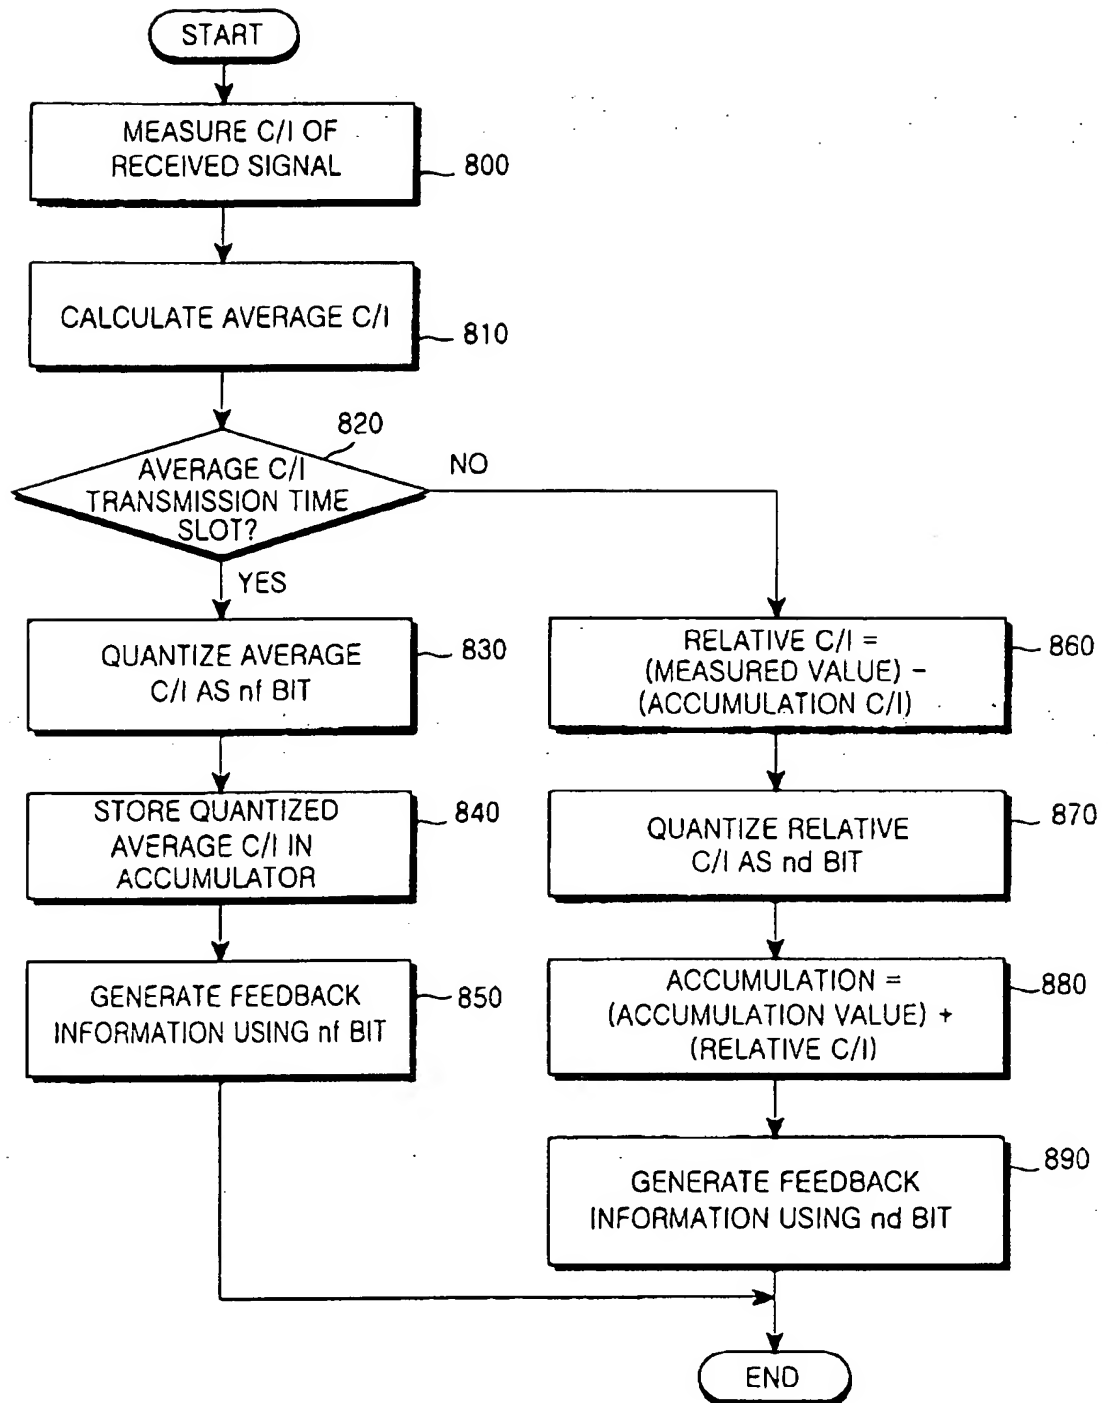 START
MEASURE C/I OF
RECEIVED SIGNAL
800
CALCULATE AVERAGE C/I
810
820
AVERAGE C/I
TRANSMISSION TIME
SLOT?
NO
YES
QUANTIZE AVERAGE
C/I AS nf BIT
830
STORE QUANTIZED
AVERAGE C/I IN
ACCUMULATOR
840
GENERATE FEEDBACK
INFORMATION USING nf BIT
850
RELATIVE C/I =
(MEASURED VALUE) –
(ACCUMULATION C/I)
860
QUANTIZE RELATIVE
C/I AS nd BIT
870
ACCUMULATION =
(ACCUMULATION VALUE) +
(RELATIVE C/I)
880
GENERATE FEEDBACK
INFORMATION USING nd BIT
890
END